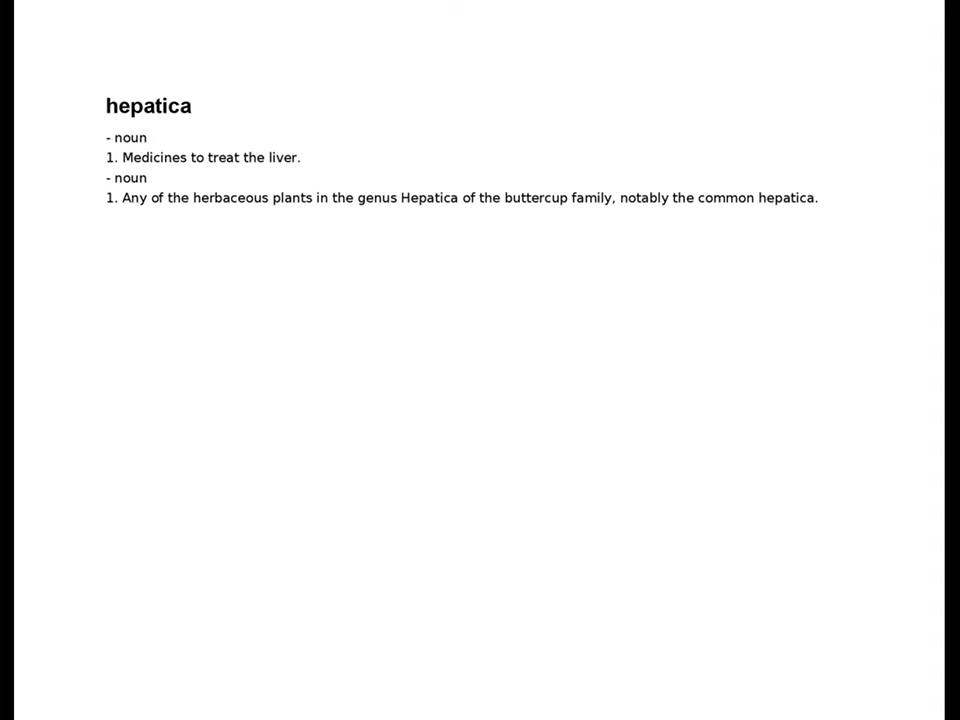 hepatica
- noun
1. Medicines to treat the liver.
- noun
1. Any of the herbaceous plants in the genus Hepatica of the buttercup family, notably the common hepatica.